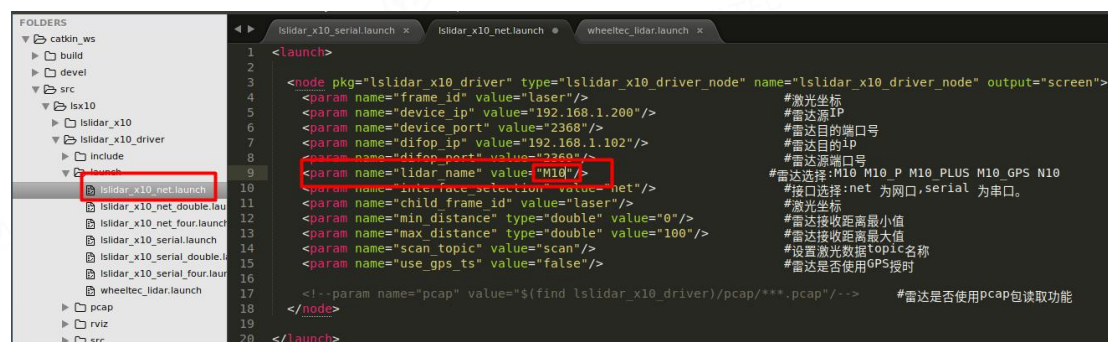 FOLDERS
catkin_ws
build
devel
src
lsx10
lslidar_x10
lslidar_x10_driver
include
launch
lslidar_x10_net.launch
lslidar_x10_net_double.lau
lslidar_x10_net_four.launch
lslidar_x10_serial.launch
lslidar_x10_serial_double.l
lslidar_x10_serial_four.laur
wheeltec_lidar.launch
pcap
rviz
src
lslidar_x10_serial.launch ×
lslidar_x10_net.launch
wheeltec_lidar.launch ×
1 <launch>
2
3 <node pkg="lslidar_x10_driver" type="lslidar_x10_driver_node" name="lslidar_x10_driver_node" output="screen">
4 <param name="frame_id" value="laser"/> #激光坐标
5 <param name="device_ip" value="192.168.1.200"/> #雷达源IP
6 <param name="device_port" value="2368"/> #雷达目的端口号
7 <param name="difop_ip" value="192.168.1.102"/> #雷达目的ip
8 <param name="difop_port" value="2369"/> #雷达源端口号
9 <param name="lidar_name" value="M10"/> #雷达选择:M10 M10_P M10_PLUS M10_GPS N10
10 <param name="interface_selection" value="net"/> #接口选择:net 为网口,serial 为串口。
11 <param name="child_frame_id" value="laser"/> #激光坐标
12 <param name="min_distance" type="double" value="0"/> #雷达接收距离最小值
13 <param name="max_distance" type="double" value="100"/> #雷达接收距离最大值
14 <param name="scan_topic" value="scan"/> #设置激光数据topic名称
15 <param name="use_gps_ts" value="false"/> #雷达是否使用GPS授时
16
17 <!--param name="pcap" value="$(find lslidar_x10_driver)/pcap/***.pcap"/--> #雷达是否使用pcap包读取功能
18 </node>
19
20 </launch>